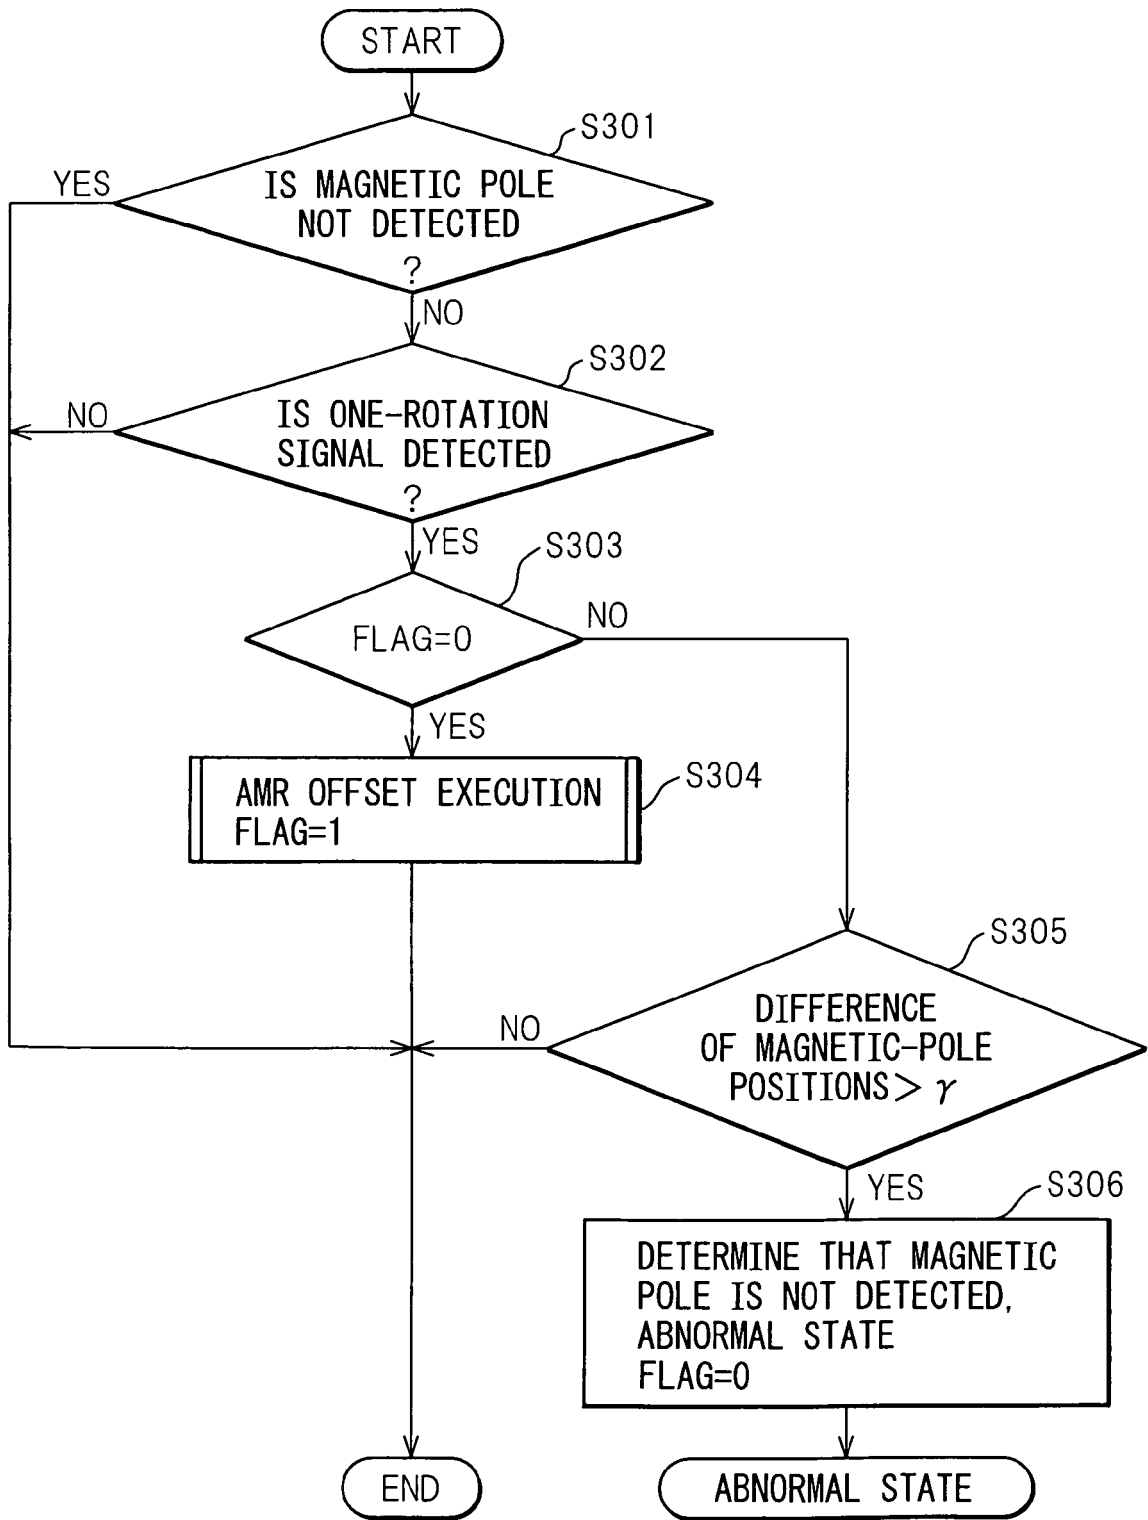 START
S301
YES
IS MAGNETIC POLE
NOT DETECTED
?
NO
S302
NO
IS ONE-ROTATION
SIGNAL DETECTED
?
YES
S303
FLAG=0
NO
YES
S304
AMR OFFSET EXECUTION
FLAG=1
S305
DIFFERENCE
OF MAGNETIC-POLE
POSITIONS> γ
NO
YES
S306
DETERMINE THAT MAGNETIC
POLE IS NOT DETECTED,
ABNORMAL STATE
FLAG=0
END
ABNORMAL STATE